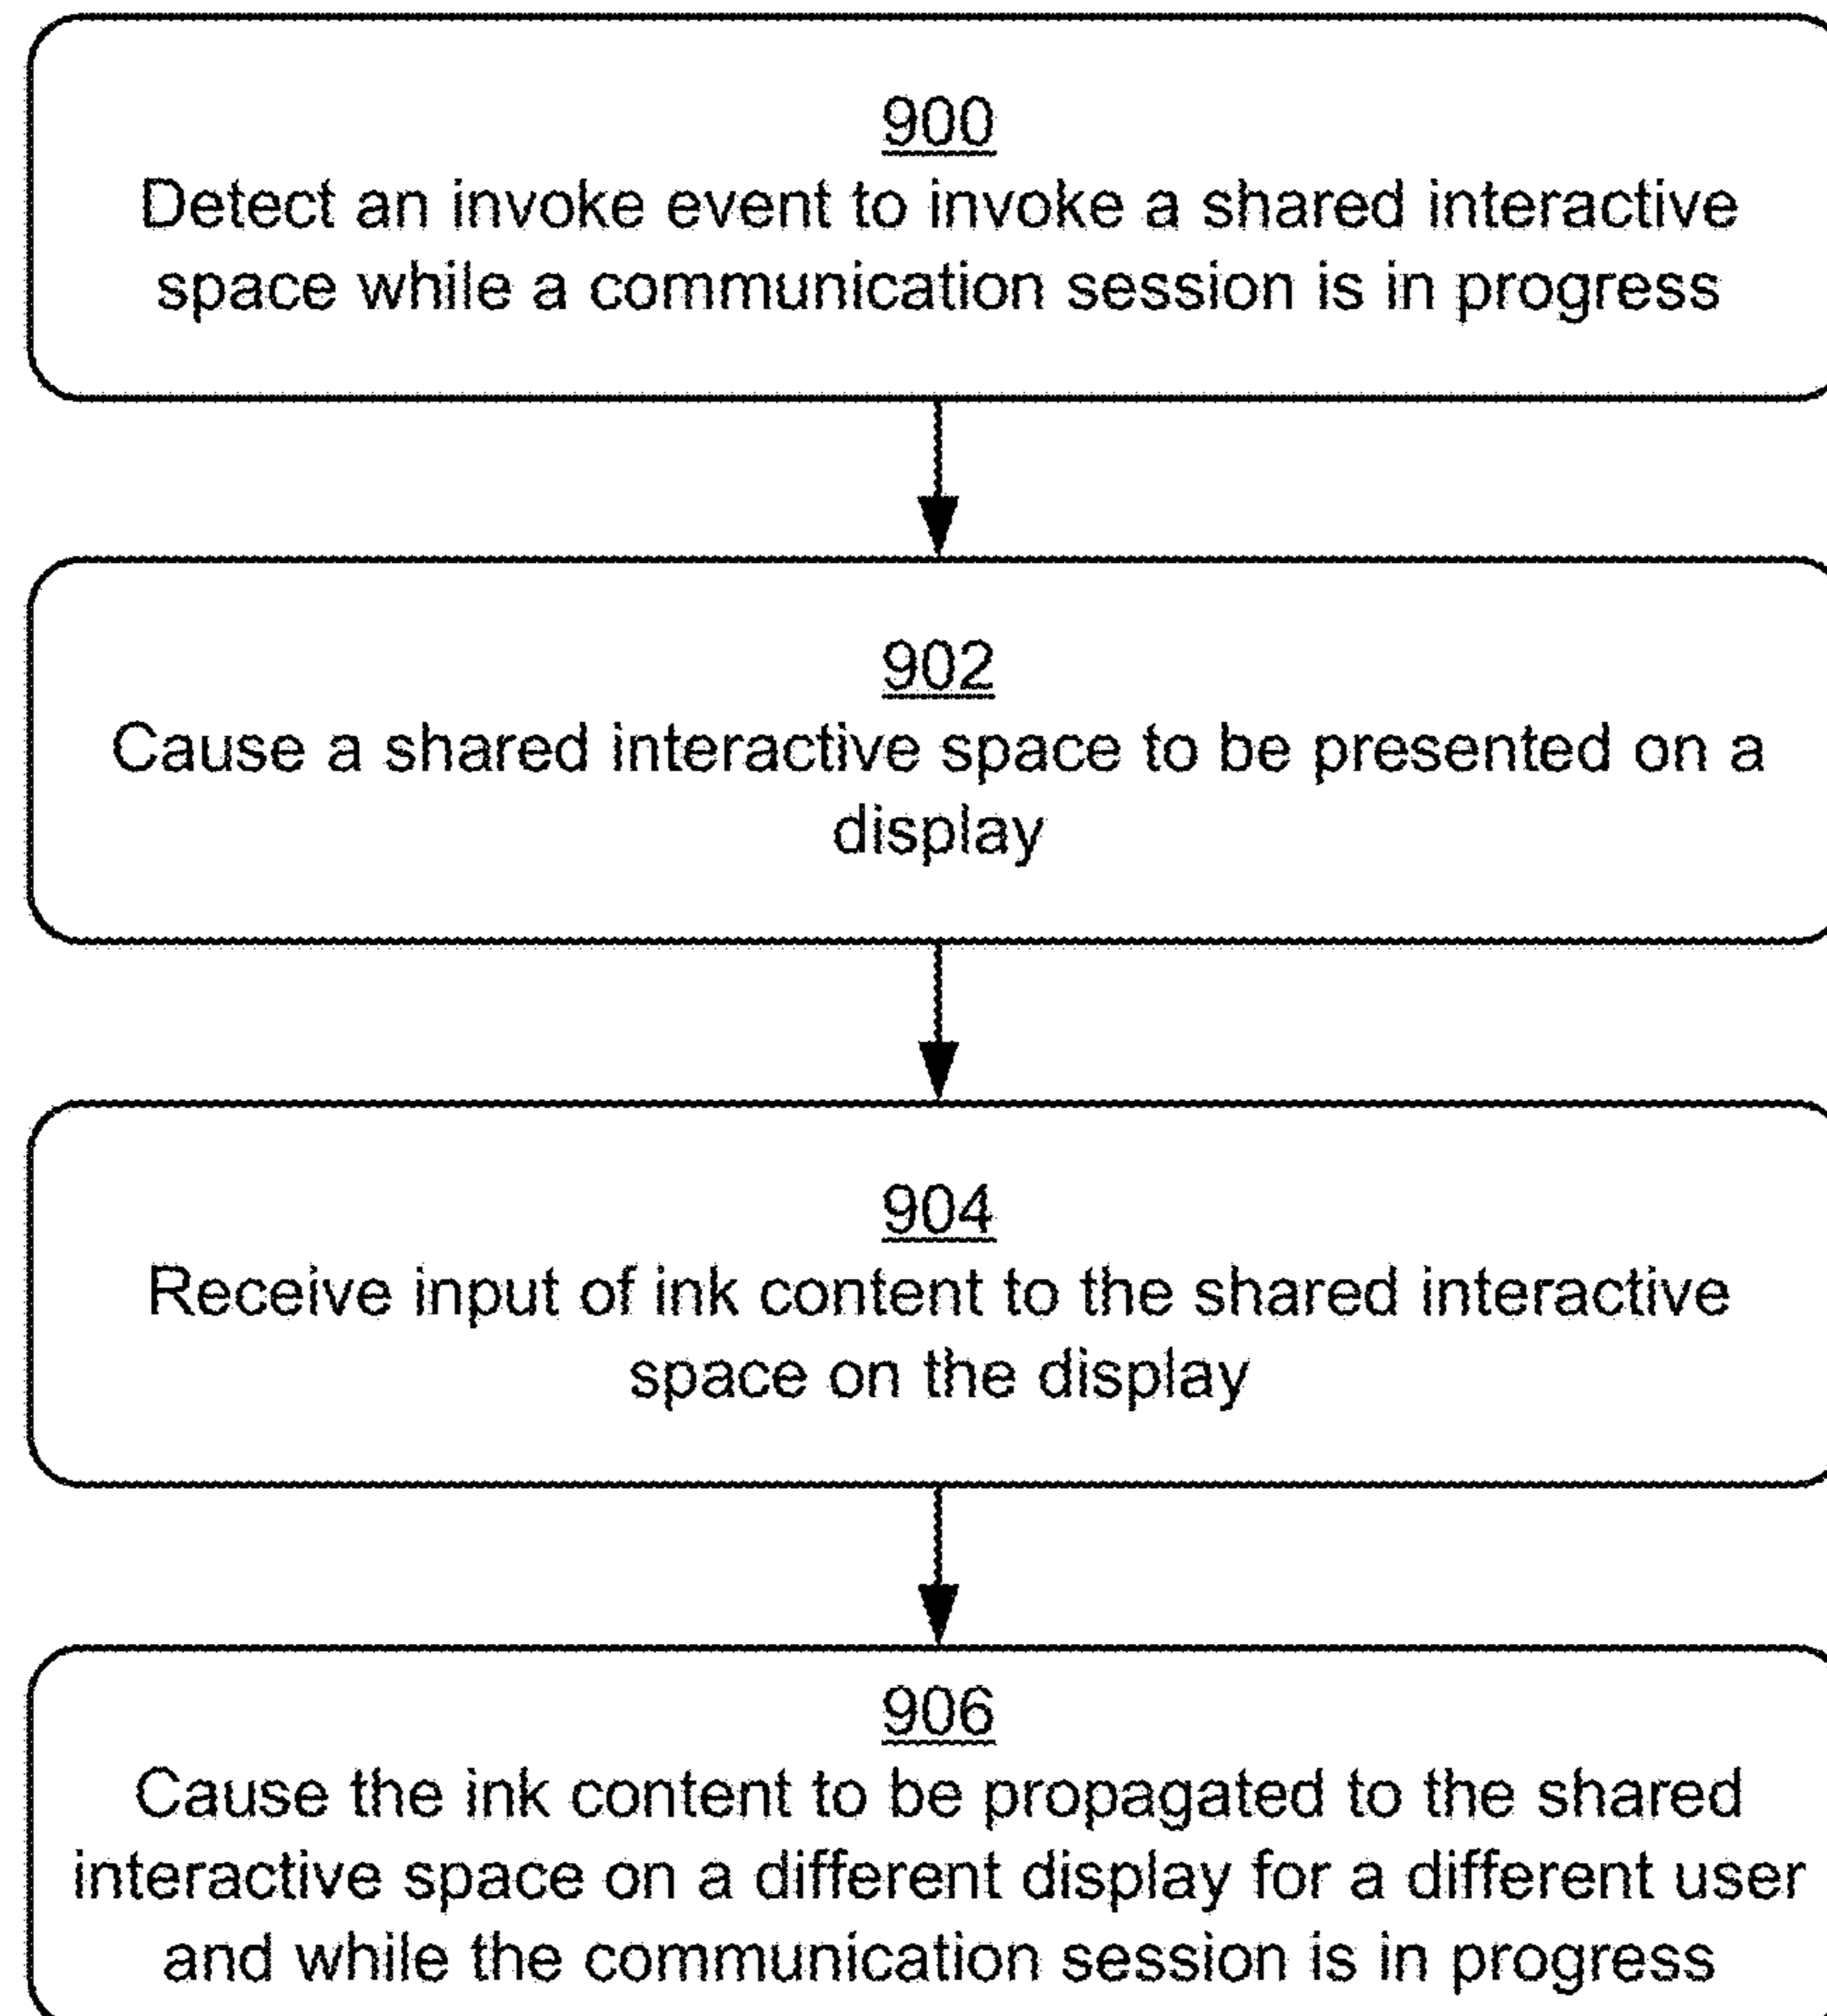 900
Detect an invoke event to invoke a shared interactive
space while a communication session is in progress
902
Cause a shared interactive space to be presented on a
display
904
Receive input of ink content to the shared interactive
space on the display
906
Cause the ink content to be propagated to the shared
interactive space on a different display for a different user
and while the communication session is in progress